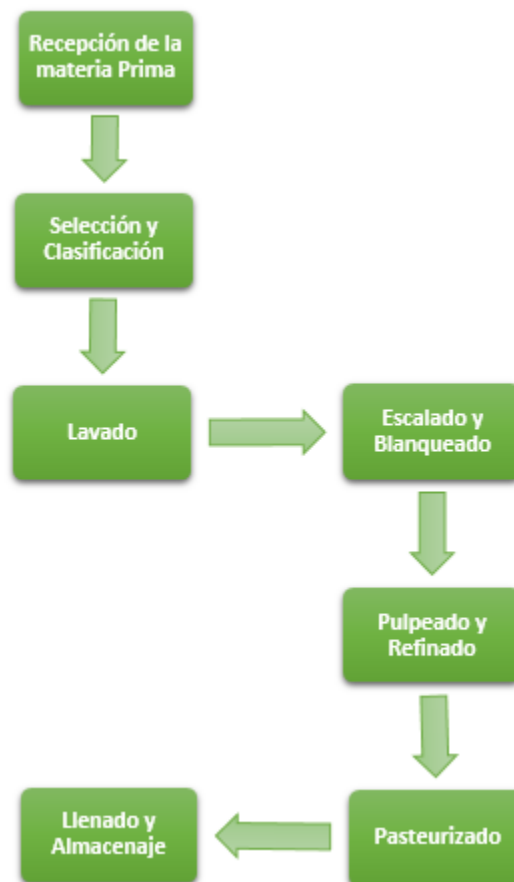 Recepción de la
materia Prima
Selección y
Clasificación
Lavado
Escalado y
Blanqueado
Pulpeado y
Refinado
Pasteurizado
Llenado y
Almacenaje